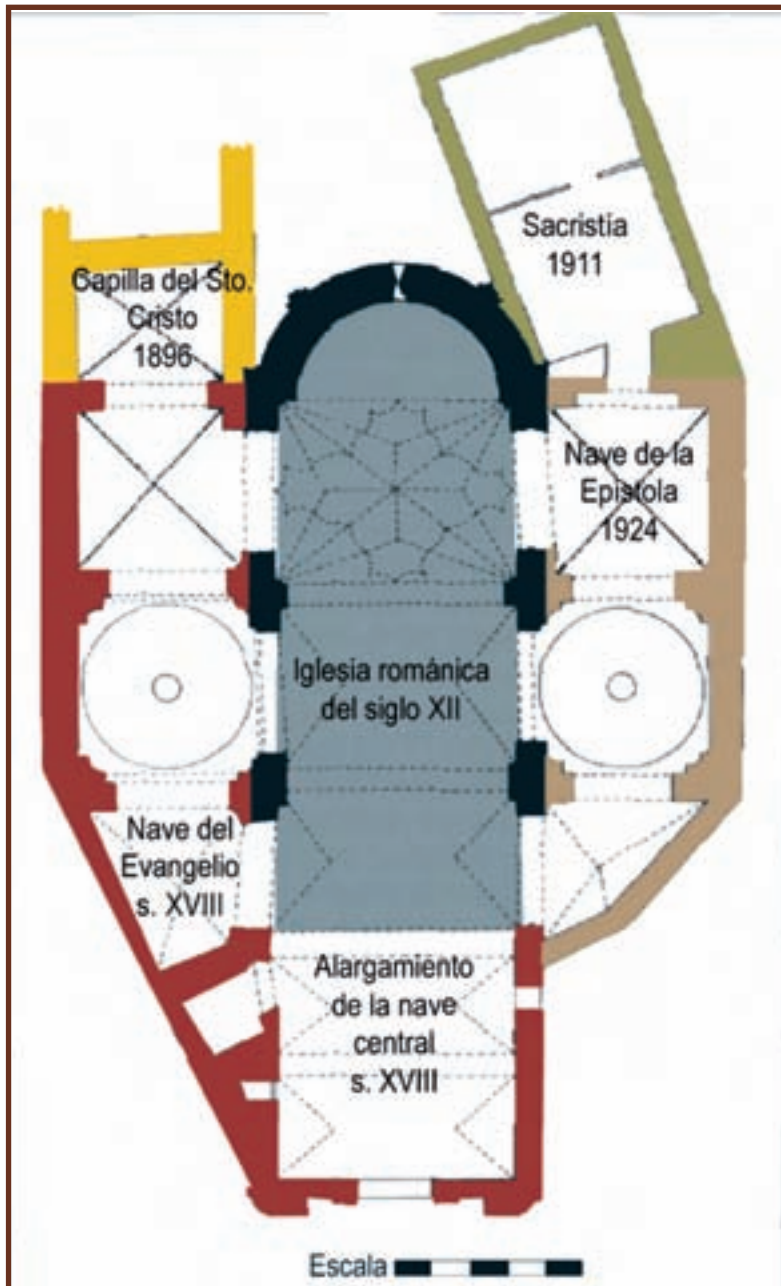 Sacristía
1911
Capilla del Sto.
Cristo
1896
Nave de la
Epístola
1924
Iglesia románica
del siglo XII
Nave del
Evangelio
s. XVIII
Alargamiento
de la nave
central
s. XVIII
Escala